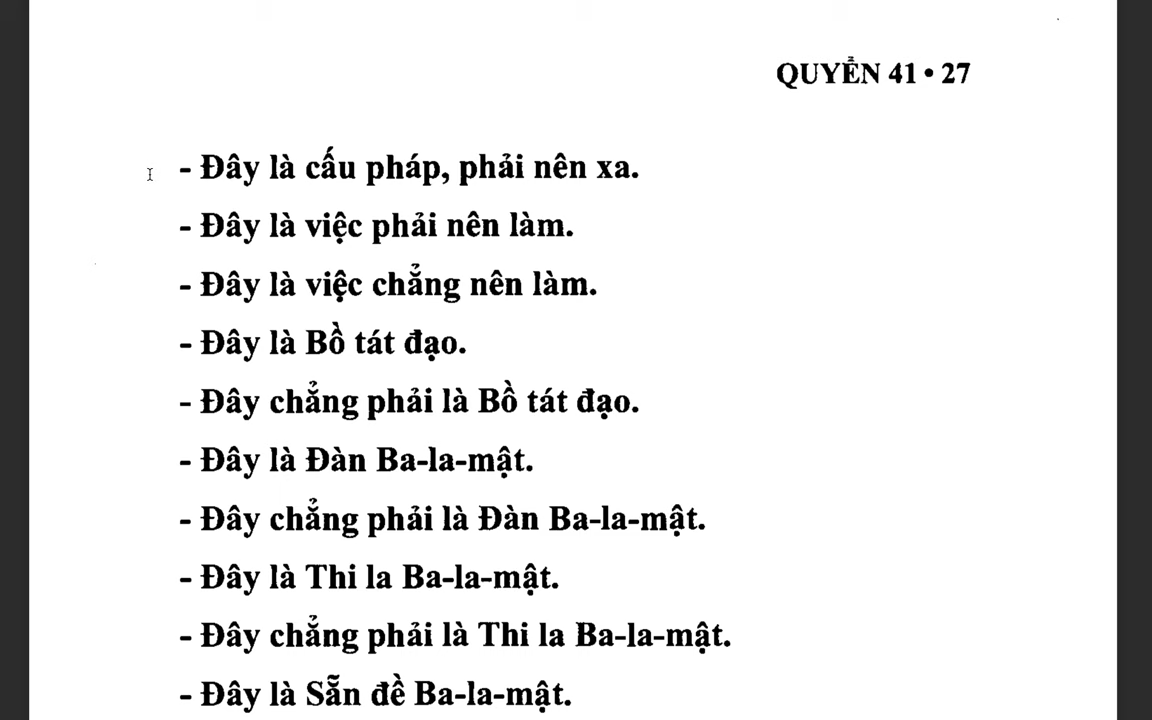 QUYỂN 41 • 27
- Đây là cấu pháp, phải nên xa.
- Đây là việc phải nên làm.
- Đây là việc chẳng nên làm.
- Đây là Bồ tát đạo.
- Đây chẳng phải là Bồ tát đạo.
- Đây là Đàn Ba-la-mật.
- Đây chẳng phải là Đàn Ba-la-mật.
- Đây là Thi la Ba-la-mật.
- Đây chẳng phải là Thi la Ba-la-mật.
- Đây là Sẵn đề Ba-la-mật.